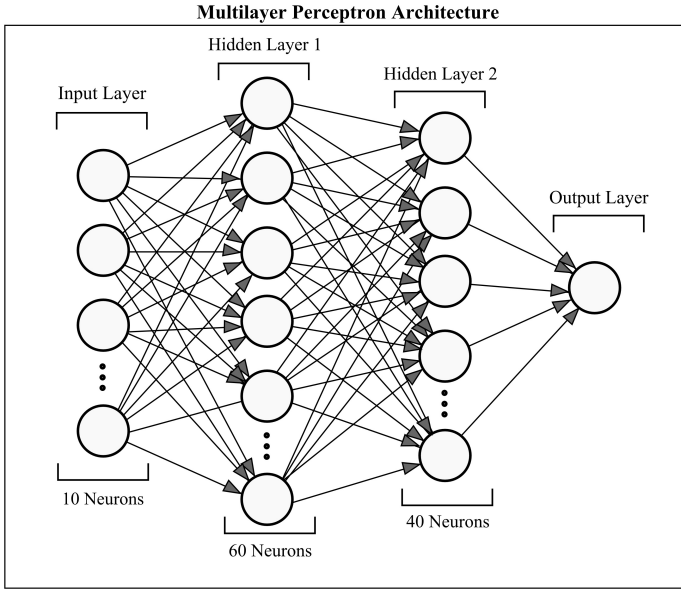 Multilayer Perceptron Architecture
Hidden Layer 1
Hidden Layer 2
Input Layer
Output Layer
10 Neurons
60 Neurons
40 Neurons